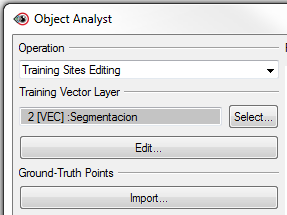 Object Analyst
Operation
Training Sites Editing
Training Vector Layer
2 [VEC] :Segmentacion
Select...
Edit...
Ground-Truth Points
Import...